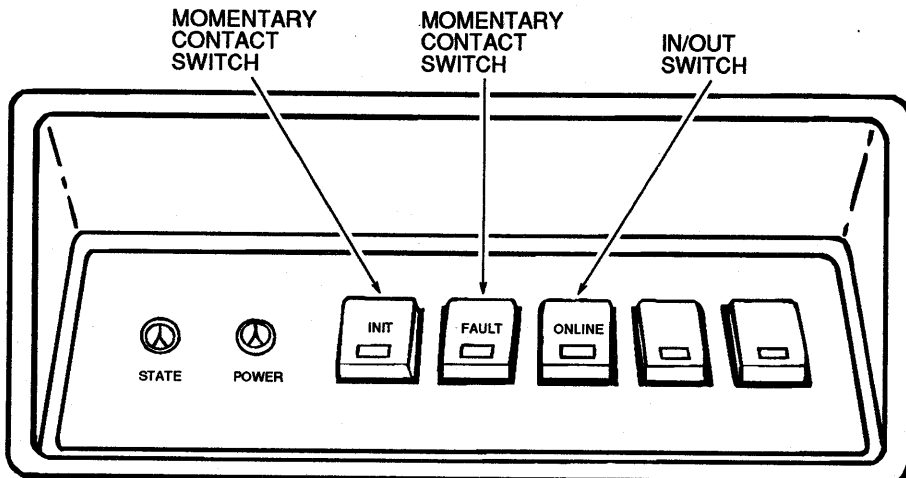 MOMENTARY
CONTACT
SWITCH
MOMENTARY
CONTACT
SWITCH
IN/OUT
SWITCH
INIT
FAULT
ONLINE
STATE
POWER